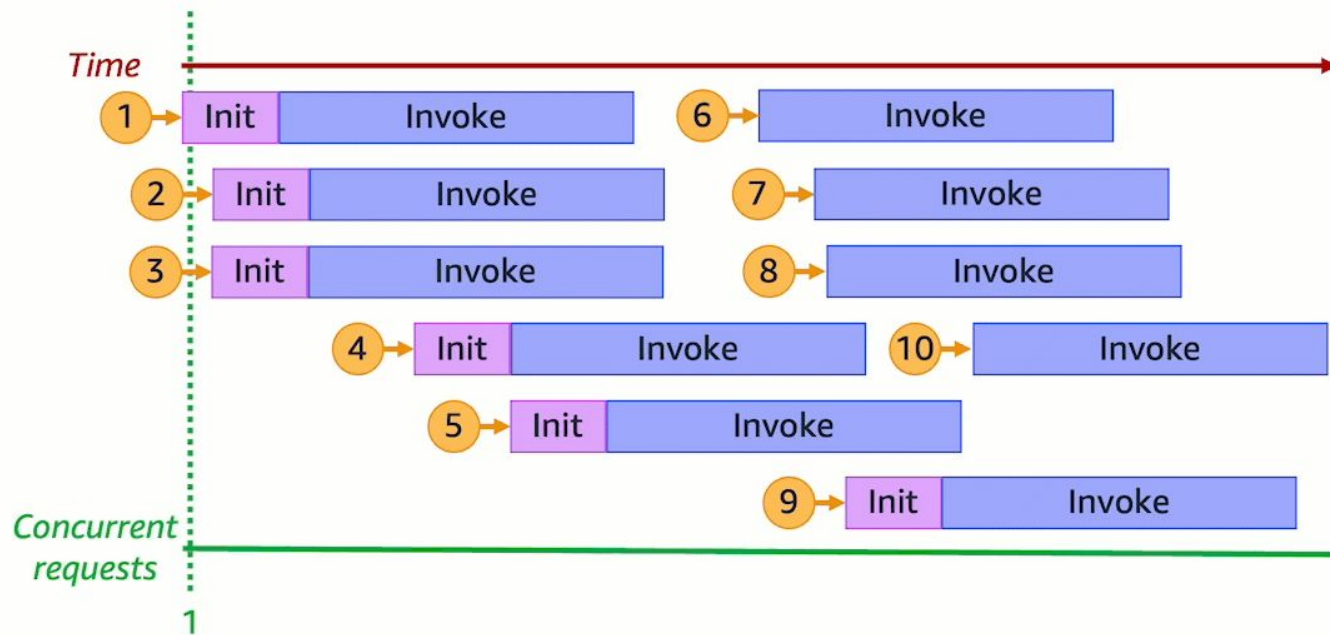 Time
1 Init Invoke 6 Invoke
2 Init Invoke 7 Invoke
3 Init Invoke 8 Invoke
4 Init Invoke 10 Invoke
5 Init Invoke
9 Init Invoke
Concurrent
requests
1